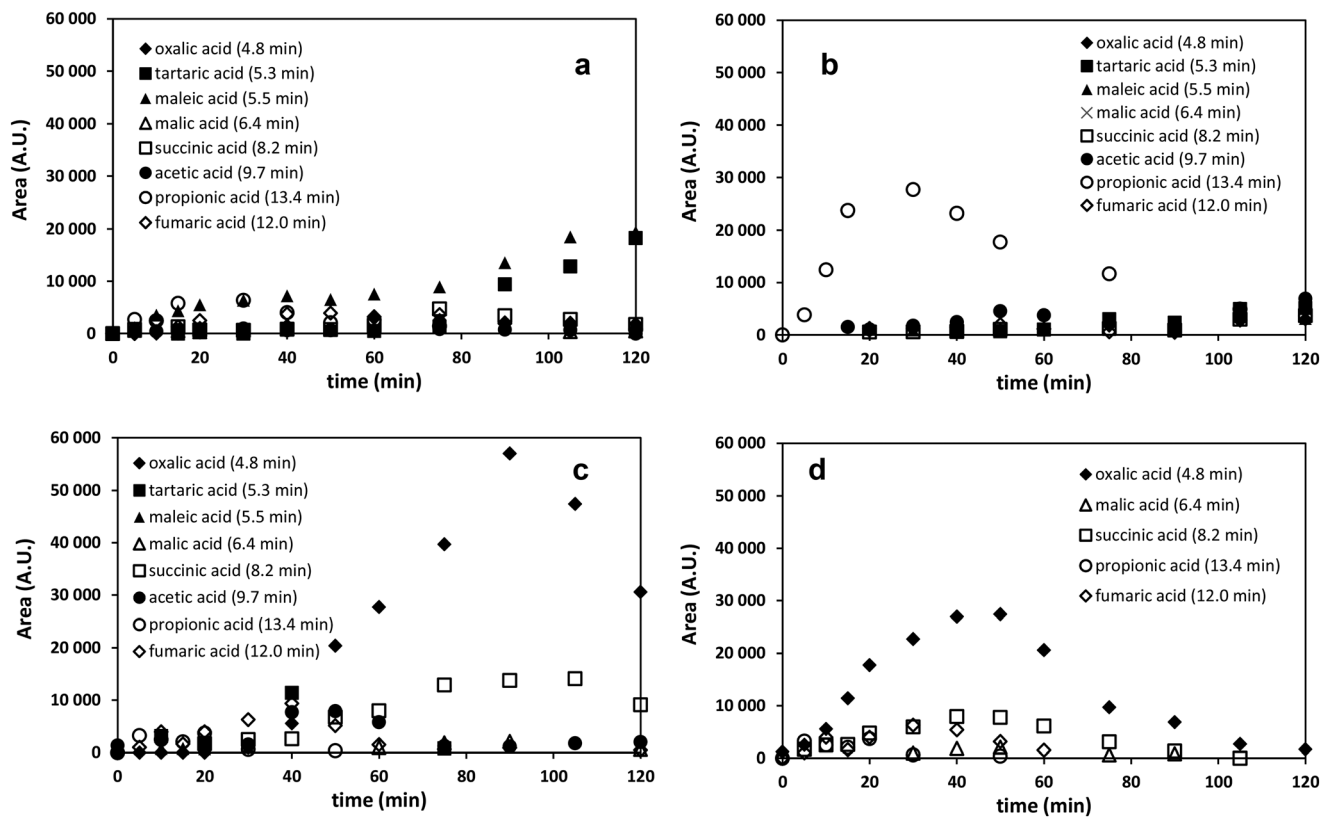 60 000
50 000
40 000
30 000
20 000
10 000
0
Area (A.U.)
oxalic acid (4.8 min)
tartaric acid (5.3 min)
maleic acid (5.5 min)
malic acid (6.4 min)
succinic acid (8.2 min)
acetic acid (9.7 min)
propionic acid (13.4 min)
fumaric acid (12.0 min)
a
0 20 40 60 80 100 120
time (min)
60 000
50 000
40 000
30 000
20 000
10 000
0
Area (A.U.)
b
oxalic acid (4.8 min)
tartaric acid (5.3 min)
maleic acid (5.5 min)
malic acid (6.4 min)
succinic acid (8.2 min)
acetic acid (9.7 min)
propionic acid (13.4 min)
fumaric acid (12.0 min)
0 20 40 60 80 100 120
time (min)
60 000
50 000
40 000
30 000
20 000
10 000
0
Area (A.U.)
oxalic acid (4.8 min)
tartaric acid (5.3 min)
maleic acid (5.5 min)
malic acid (6.4 min)
succinic acid (8.2 min)
acetic acid (9.7 min)
propionic acid (13.4 min)
fumaric acid (12.0 min)
c
0 20 40 60 80 100 120
time (min)
60 000
50 000
40 000
30 000
20 000
10 000
0
Area (A.U.)
d
oxalic acid (4.8 min)
malic acid (6.4 min)
succinic acid (8.2 min)
propionic acid (13.4 min)
fumaric acid (12.0 min)
0 20 40 60 80 100 120
time (min)